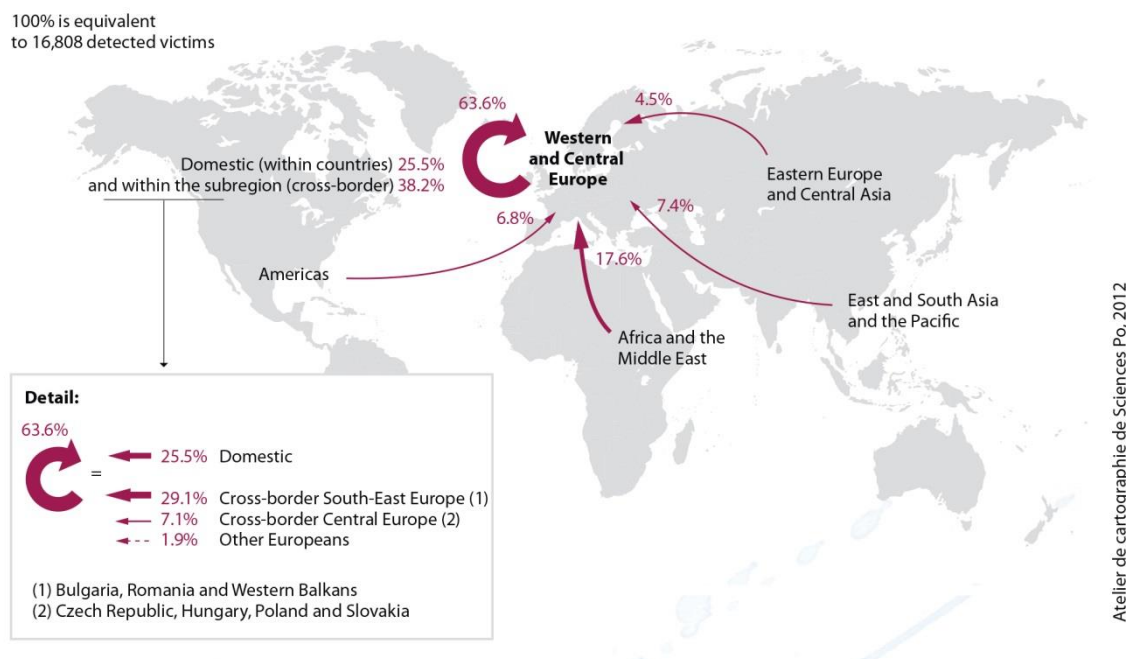 100% is equivalent
to 16,808 detected victims
63.6%
4.5%
Western
and Central
Europe
Domestic (within countries) 25.5%
and within the subregion (cross-border) 38.2%
Eastern Europe
and Central Asia
6.8%
7.4%
17.6%
Americas
East and South Asia
and the Pacific
Africa and the
Middle East
Detail:
63.6%
=
25.5% Domestic
29.1% Cross-border South-East Europe (1)
7.1% Cross-border Central Europe (2)
1.9% Other Europeans
(1) Bulgaria, Romania and Western Balkans
(2) Czech Republic, Hungary, Poland and Slovakia
Atelier de cartographie de Sciences Po, 2012